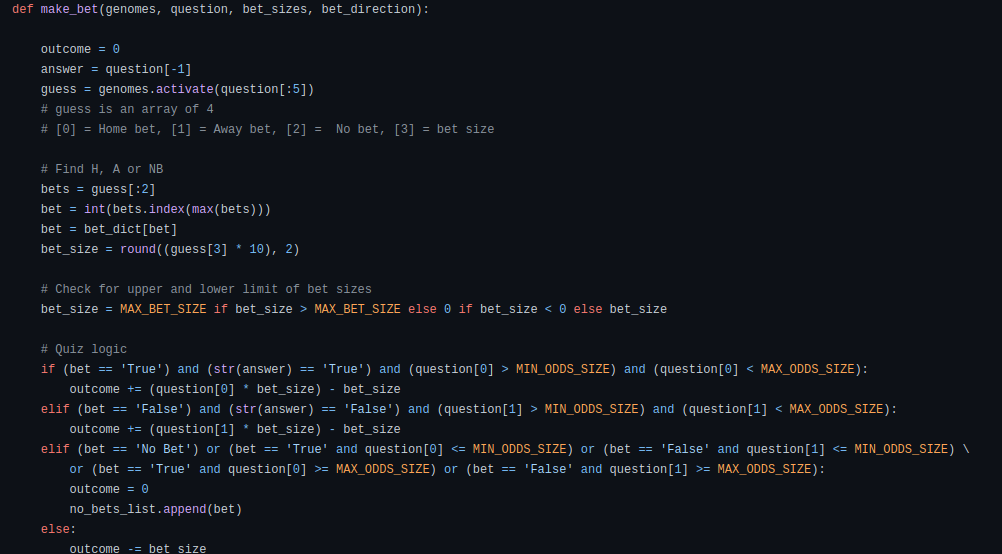 def make_bet(genomes, question, bet_sizes, bet_direction):
outcome = 0
answer = question[-1]
guess = genomes.activate(question[:5])
# guess is an array of 4
# [0] = Home bet, [1] = Away bet, [2] =  No bet, [3] = bet size
# Find H, A or NB
bets = guess[:2]
bet = int(bets.index(max(bets)))
bet = bet_dict[bet]
bet_size = round((guess[3] * 10), 2)
# Check for upper and lower limit of bet sizes
bet_size = MAX_BET_SIZE if bet_size > MAX_BET_SIZE else 0 if bet_size < 0 else bet_size
# Quiz logic
if (bet == 'True') and (str(answer) == 'True') and (question[0] > MIN_ODDS_SIZE) and (question[0] < MAX_ODDS_SIZE):
outcome += (question[0] * bet_size) - bet_size
elif (bet == 'False') and (str(answer) == 'False') and (question[1] > MIN_ODDS_SIZE) and (question[1] < MAX_ODDS_SIZE):
outcome += (question[1] * bet_size) - bet_size
elif (bet == 'No Bet') or (bet == 'True' and question[0] <= MIN_ODDS_SIZE) or (bet == 'False' and question[1] <= MIN_ODDS_SIZE) \
or (bet == 'True' and question[0] >= MAX_ODDS_SIZE) or (bet == 'False' and question[1] >= MAX_ODDS_SIZE):
outcome = 0
no_bets_list.append(bet)
else:
outcome -= bet_size